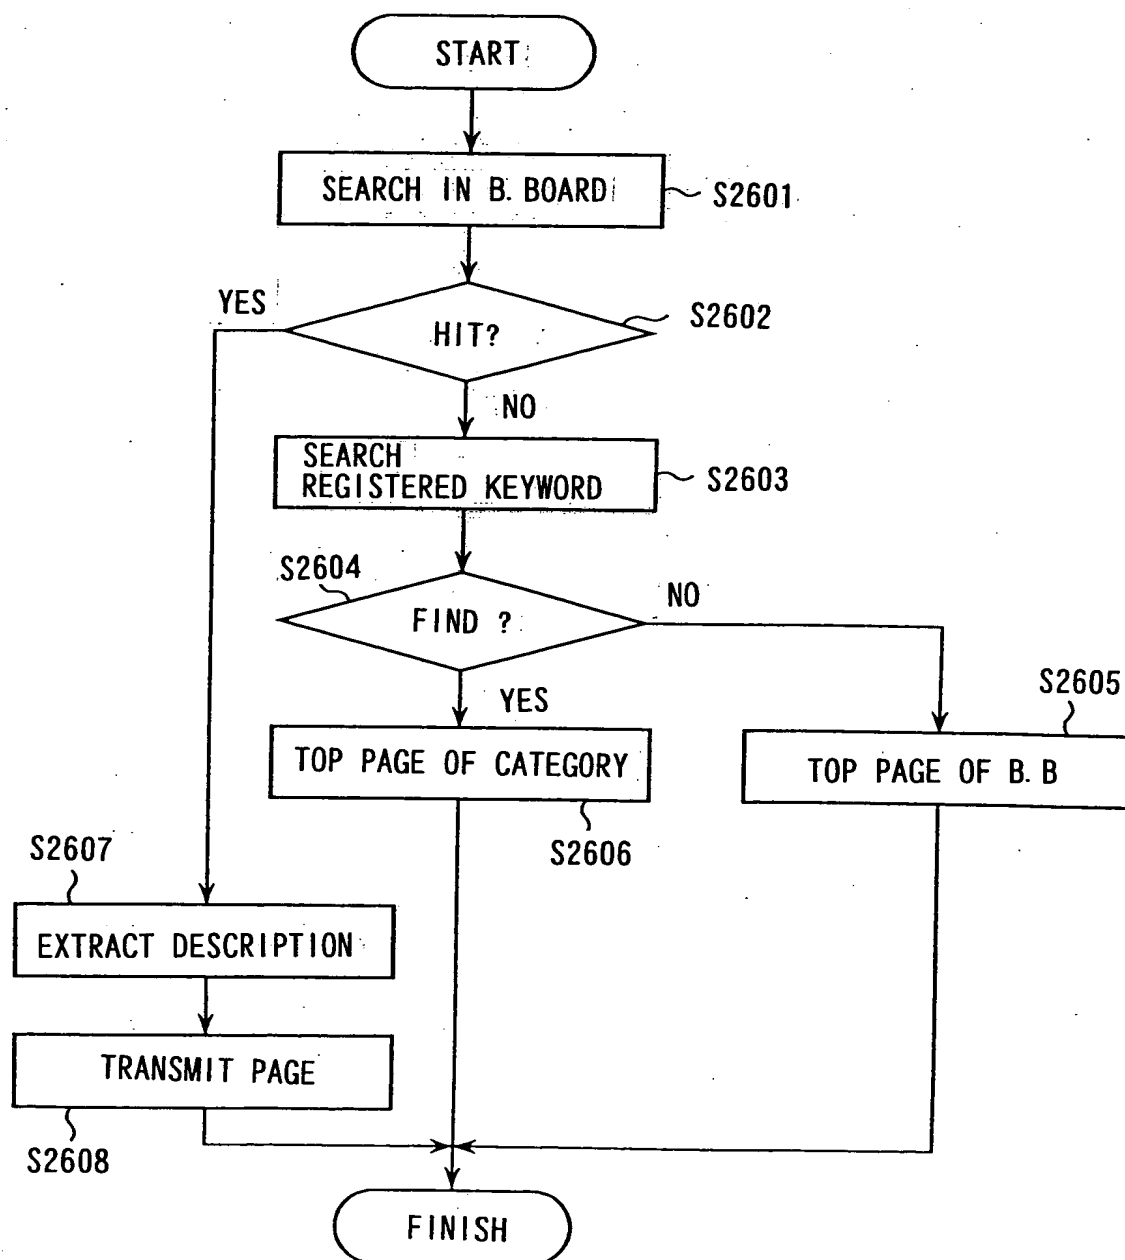 START
SEARCH IN B. BOARD
S2601
YES
HIT?
S2602
NO
SEARCH
REGISTERED KEYWORD
S2603
S2604
FIND ?
NO
YES
S2605
TOP PAGE OF CATEGORY
TOP PAGE OF B. B
S2606
S2607
EXTRACT DESCRIPTION
TRANSMIT PAGE
S2608
FINISH